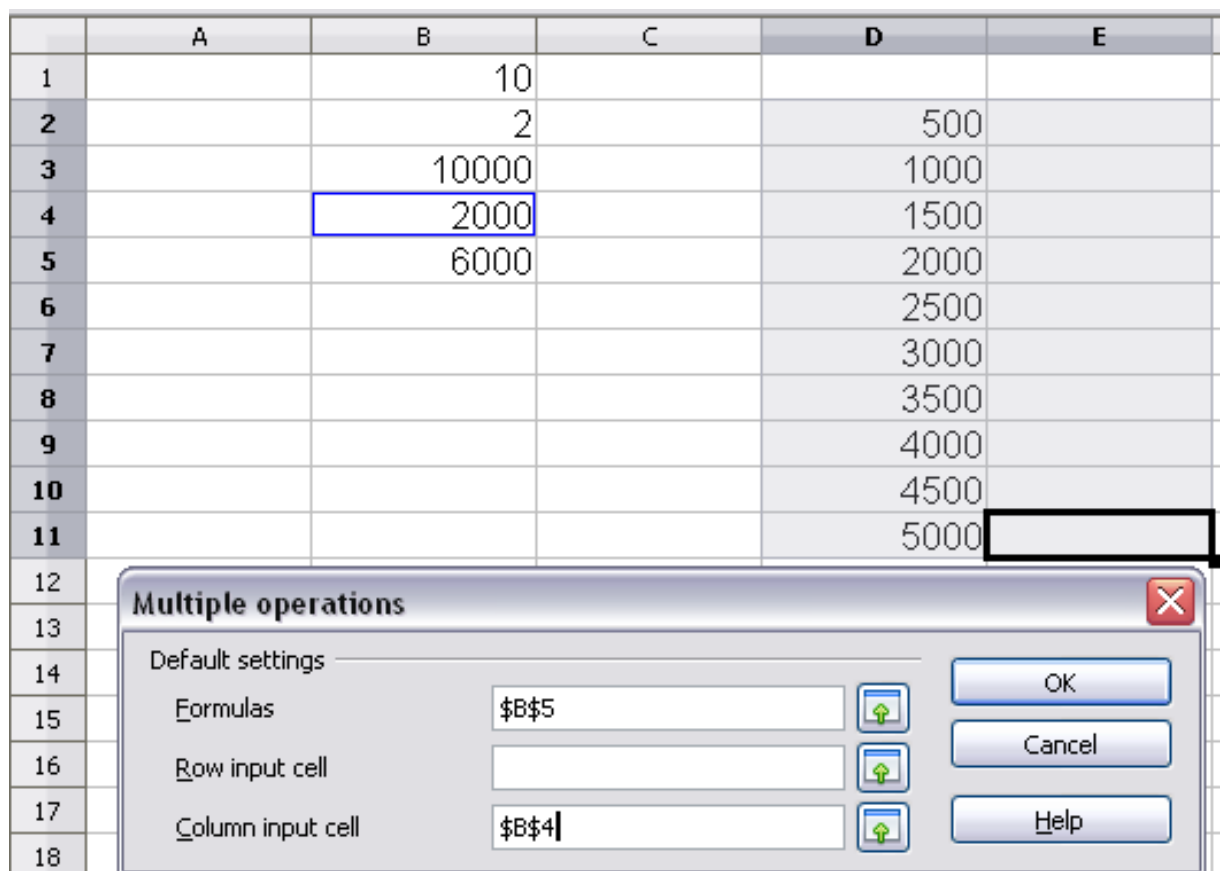 A B C D E
1 10
2 2 500
3 10000 1000
4 2000 1500
5 6000 2000
6 2500
7 3000
8 3500
9 4000
10 4500
11 5000
12
Multiple operations
13
Default settings
14
OK
Formulas $B$5
15
Cancel
16 Row input cell
17
Column input cell $B$4 Help
18